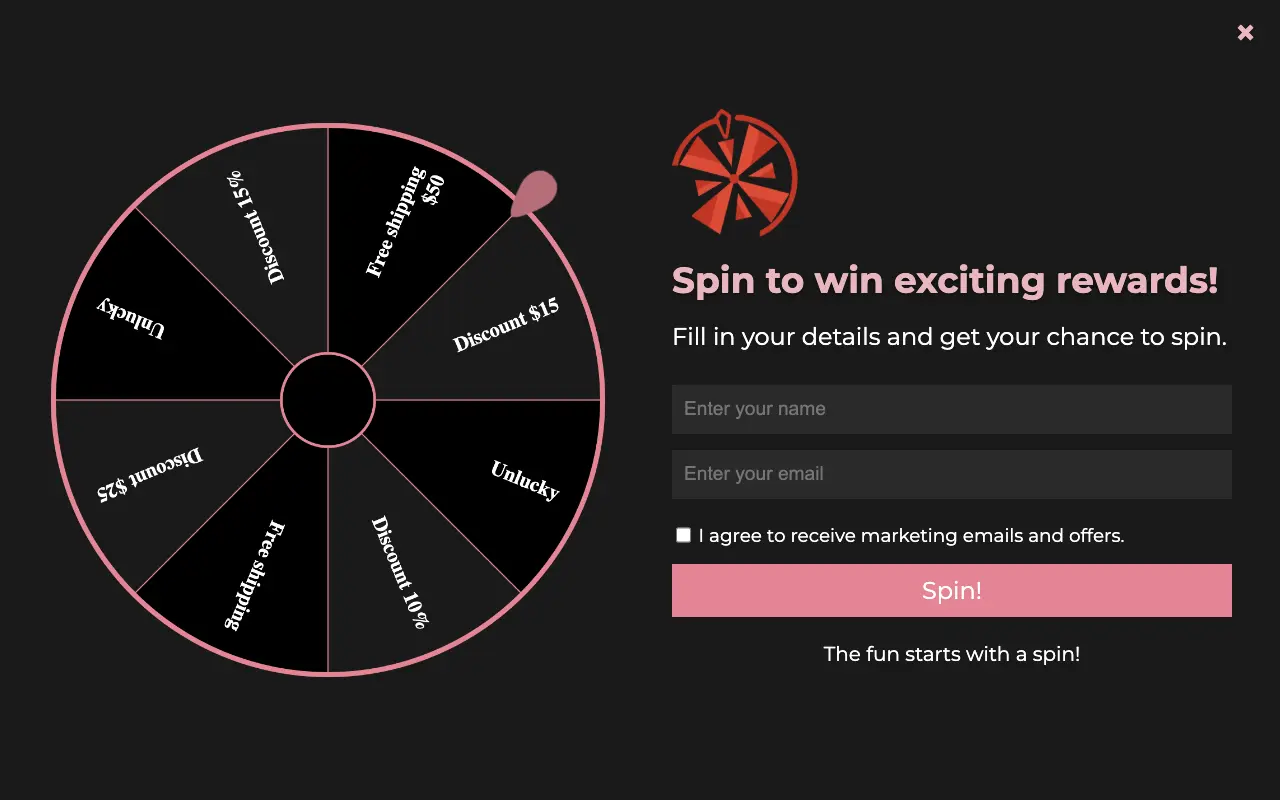 Discount 15%
Free shipping
$50
Discount $15
Unlucky
Discount 10%
Free shipping
Discount $25
Unlucky
Spin to win exciting rewards!
Fill in your details and get your chance to spin.
Enter your name
Enter your email
I agree to receive marketing emails and offers.
Spin!
The fun starts with a spin!